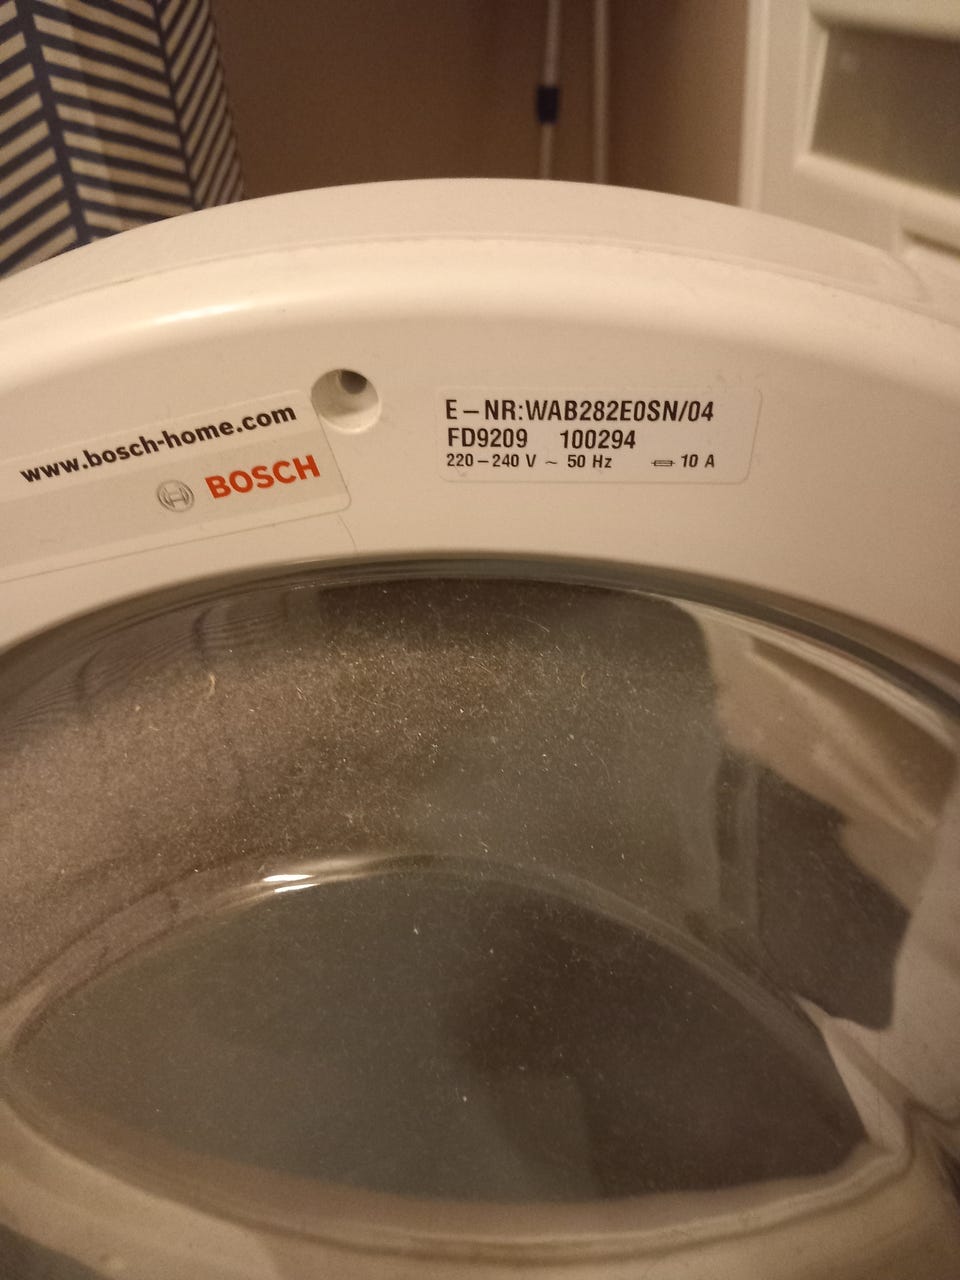 www.bosch-home.com
BOSCH
E-NR:WAB282E0SN/04
FD9209 100294
220-240 V ~ 50 Hz 10 A